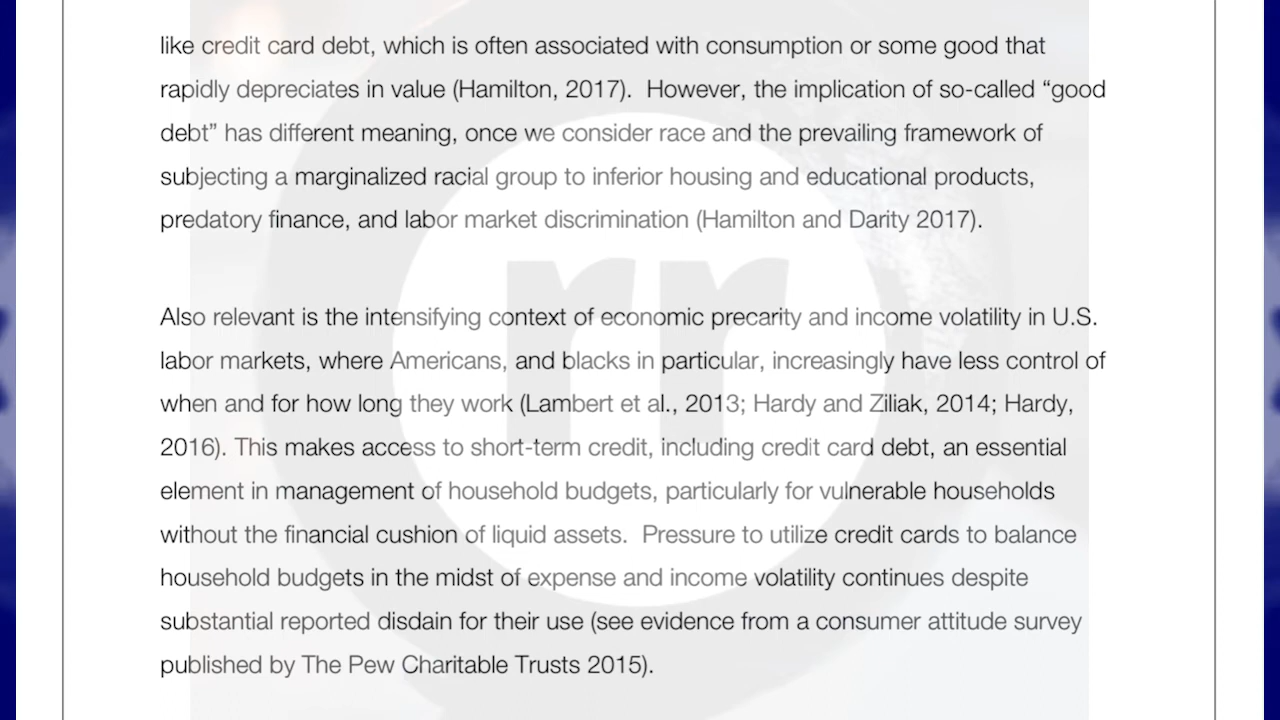 like credit card debt, which is often associated with consumption or some good that
rapidly depreciates in value (Hamilton, 2017).  However, the implication of so-called “good
debt” has different meaning, once we consider race and the prevailing framework of
subjecting a marginalized racial group to inferior housing and educational products,
predatory finance, and labor market discrimination (Hamilton and Darity 2017).
Also relevant is the intensifying context of economic precarity and income volatility in U.S.
labor markets, where Americans, and blacks in particular, increasingly have less control of
when and for how long they work (Lambert et al., 2013; Hardy and Ziliak, 2014; Hardy,
2016). This makes access to short-term credit, including credit card debt, an essential
element in management of household budgets, particularly for vulnerable households
without the financial cushion of liquid assets.  Pressure to utilize credit cards to balance
household budgets in the midst of expense and income volatility continues despite
substantial reported disdain for their use (see evidence from a consumer attitude survey
published by The Pew Charitable Trusts 2015).
rr